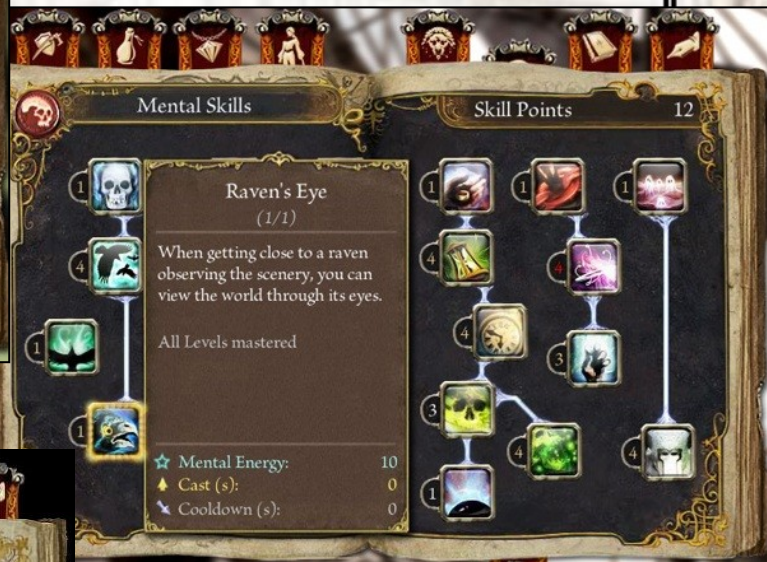 Mental Skills
Skill Points 12
1
4
1
1
Raven's Eye
(1/1)
When getting close to a raven
observing the scenery, you can
view the world through its eyes.
All Levels mastered
Mental Energy: 10
Cast (s): 0
Cooldown (s): 0
1 1 1
4 4
4
3
3
4 4
1